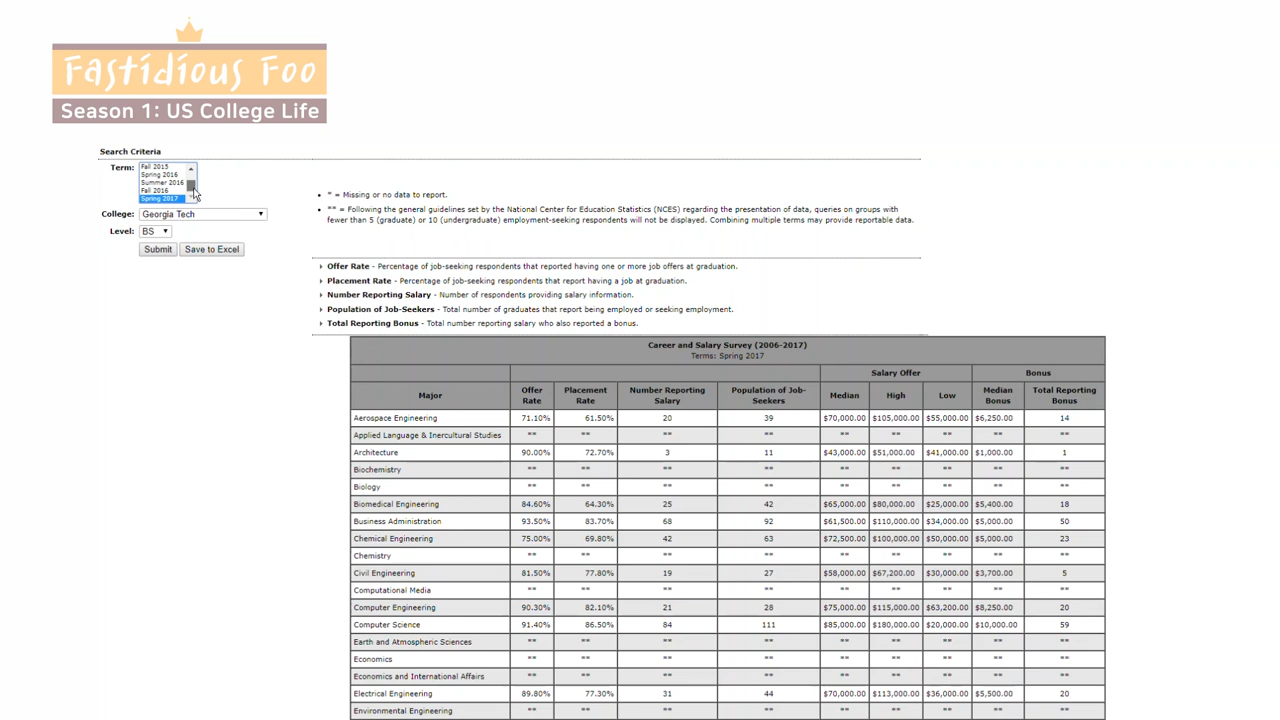 Fastidious Foo
Season 1: US College Life
Search Criteria
Term:
Fall 2015
Spring 2016
Summer 2016
Fall 2016
Spring 2017
College: Georgia Tech
Level: BS
Submit Save to Excel
* = Missing or no data to report.
** = Following the general guidelines set by the National Center for Education Statistics (NCES) regarding the presentation of data, queries on groups with
fewer than 5 (graduate) or 10 (undergraduate) employment-seeking respondents will not be displayed. Combining multiple terms may provide reportable data.
Offer Rate - Percentage of job-seeking respondents that reported having one or more job offers at graduation.
Placement Rate - Percentage of job-seeking respondents that report having a job at graduation.
Number Reporting Salary - Number of respondents providing salary information.
Population of Job-Seekers - Total number of graduates that report being employed or seeking employment.
Total Reporting Bonus - Total number reporting salary who also reported a bonus.
Career and Salary Survey (2006-2017)
Terms: Spring 2017
Salary Offer Bonus
Major Offer Rate Placement Rate Number Reporting Salary Population of Job-Seekers Median High Low Median Bonus Total Reporting Bonus
Aerospace Engineering 71.10% 61.50% 20 39 $70,000.00 $105,000.00 $55,000.00 $6,250.00 14
Applied Language & Inercultural Studies ** ** ** ** ** ** ** ** **
Architecture 90.00% 72.70% 3 11 $43,000.00 $51,000.00 $41,000.00 $1,000.00 1
Biochemistry ** ** ** ** ** ** ** ** **
Biology ** ** ** ** ** ** ** ** **
Biomedical Engineering 84.60% 64.30% 25 42 $65,000.00 $80,000.00 $25,000.00 $5,400.00 18
Business Administration 93.50% 83.70% 68 92 $61,500.00 $110,000.00 $34,000.00 $5,000.00 50
Chemical Engineering 75.00% 69.80% 42 63 $72,500.00 $100,000.00 $50,000.00 $5,000.00 23
Chemistry ** ** ** ** ** ** ** ** **
Civil Engineering 81.50% 77.80% 19 27 $58,000.00 $67,200.00 $30,000.00 $3,700.00 5
Computational Media ** ** ** ** ** ** ** ** **
Computer Engineering 90.30% 82.10% 21 28 $75,000.00 $115,000.00 $63,200.00 $8,250.00 20
Computer Science 91.40% 86.50% 84 111 $85,000.00 $180,000.00 $20,000.00 $10,000.00 59
Earth and Atmospheric Sciences ** ** ** ** ** ** ** ** **
Economics ** ** ** ** ** ** ** ** **
Economics and International Affairs ** ** ** ** ** ** ** ** **
Electrical Engineering 89.80% 77.30% 31 44 $70,000.00 $113,000.00 $36,000.00 $5,500.00 20
Environmental Engineering ** ** ** ** ** ** ** ** **